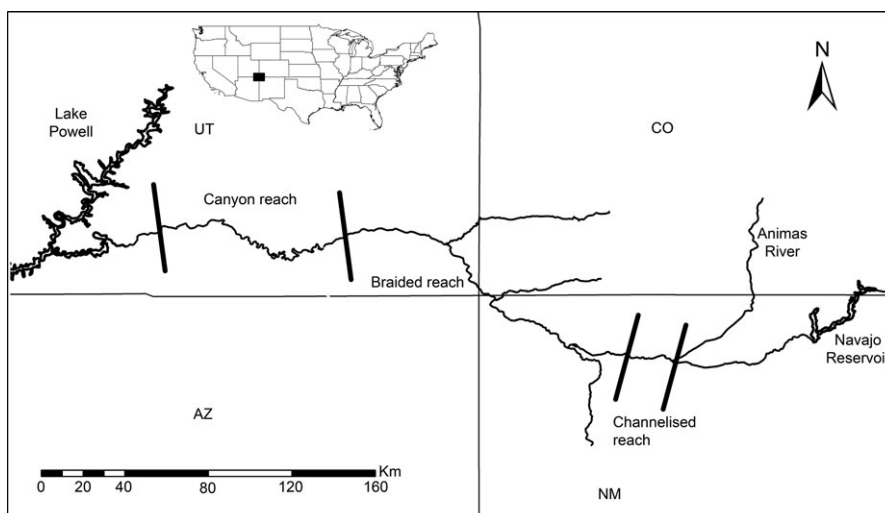 N
Lake
Powell
UT
CO
Canyon reach
Animas
River
Braided reach
Navajo
Reservoi
Channelised
reach
AZ
NM
Km
0 20 40 80 120 160